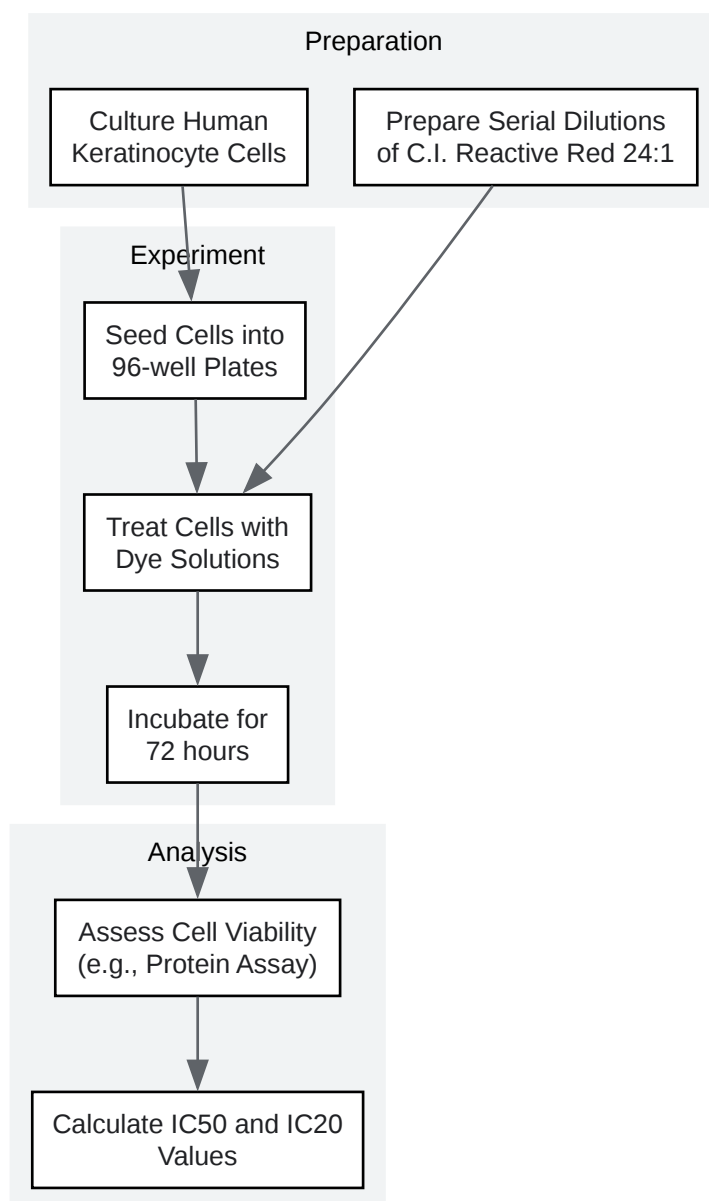 Preparation
Culture Human
Keratinocyte Cells
Prepare Serial Dilutions
of C.I. Reactive Red 24:1
Experiment
Seed Cells into
96-well Plates
Treat Cells with
Dye Solutions
Incubate for
72 hours
Analysis
Assess Cell Viability
(e.g., Protein Assay)
Calculate IC50 and IC20
Values